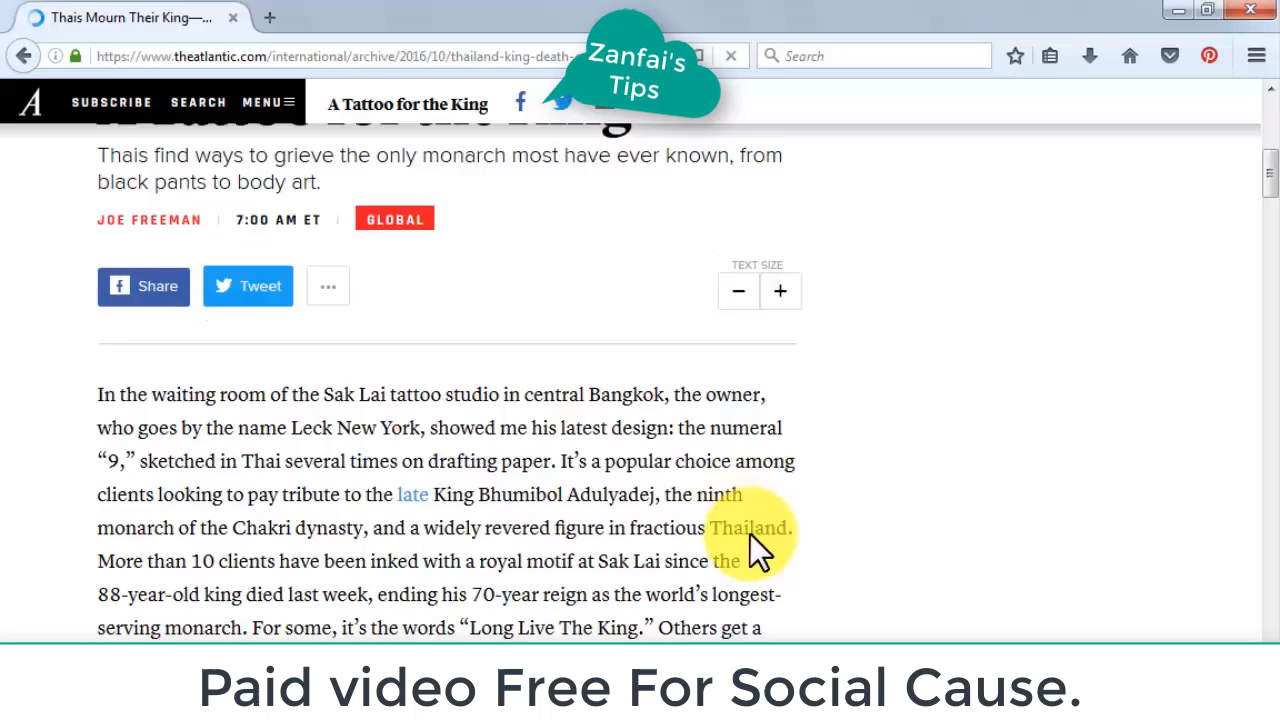 Thais Mourn Their King—...
https://www.theatlantic.com/international/archive/2016/10/thailand-king-death-
Search
Zanfai's
Tips
A
SUBSCRIBE SEARCH MENU
A Tattoo for the King
A Tattoo for the King
Thais find ways to grieve the only monarch most have ever known, from
black pants to body art.
JOE FREEMAN | 7:00 AM ET | GLOBAL
Share Tweet ...
TEXT SIZE
− +
In the waiting room of the Sak Lai tattoo studio in central Bangkok, the owner,
who goes by the name Leck New York, showed me his latest design: the numeral
“9,” sketched in Thai several times on drafting paper. It’s a popular choice among
clients looking to pay tribute to the late King Bhumibol Adulyadej, the ninth
monarch of the Chakri dynasty, and a widely revered figure in fractious Thailand.
More than 10 clients have been inked with a royal motif at Sak Lai since the
88-year-old king died last week, ending his 70-year reign as the world’s longest-
serving monarch. For some, it’s the words “Long Live The King.” Others get a
Paid video Free For Social Cause.